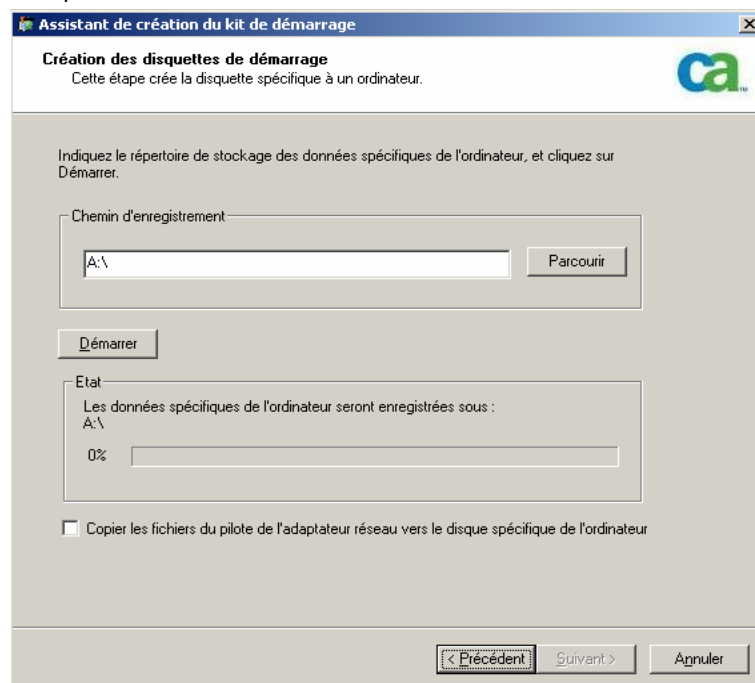 Assistant de création du kit de démarrage
Création des disquettes de démarrage
Cette étape crée la disquette spécifique à un ordinateur.
ca
Indiquez le répertoire de stockage des données spécifiques de l'ordinateur, et cliquez sur
Démarrer.
Chemin d'enregistrement
A:\
Parcourir
Démarrer
Etat
Les données spécifiques de l'ordinateur seront enregistrées sous :
A:\
0%
Copier les fichiers du pilote de l'adaptateur réseau vers le disque spécifique de l'ordinateur
< Précédent Suivant > Annuler